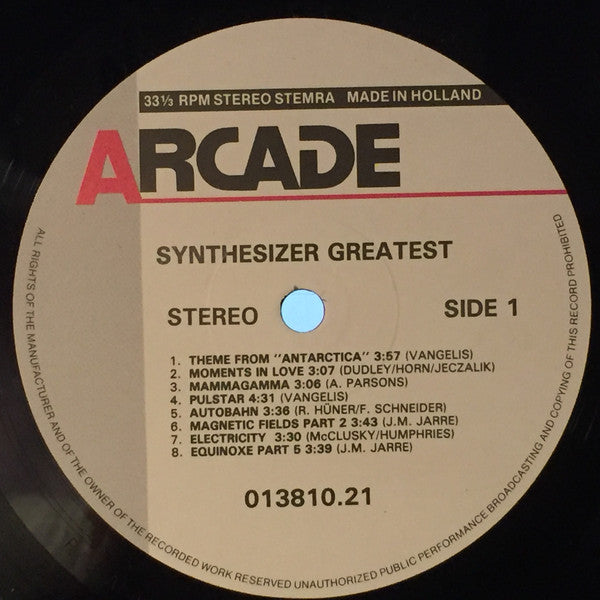 33⅓ RPM STEREO STEMRA MADE IN HOLLAND
ARCADE
SYNTHESIZER GREATEST
STEREO
SIDE 1
1. THEME FROM "ANTARCTICA" 3:57 (VANGELIS)
2. MOMENTS IN LOVE 3:07 (DUDLEY/HORN/JECZALIK)
3. MAMMAGAMMA 3:06 (A. PARSONS)
4. PULSTAR 4:31 (VANGELIS)
5. AUTOBAHN 3:36 (R. HÜNER/F. SCHNEIDER)
6. MAGNETIC FIELDS PART 2 3:43 (J.M. JARRE)
7. ELECTRICITY 3:30 (McCLUSKY/HUMPHRIES)
8. EQUINOXE PART 5 3:39 (J.M. JARRE)
013810.21
ALL RIGHTS OF THE MANUFACTURER AND OF THE OWNER OF THE RECORDED WORK RESERVED UNAUTHORIZED PUBLIC PERFORMANCE BROADCASTING AND COPYING OF THIS RECORD PROHIBITED